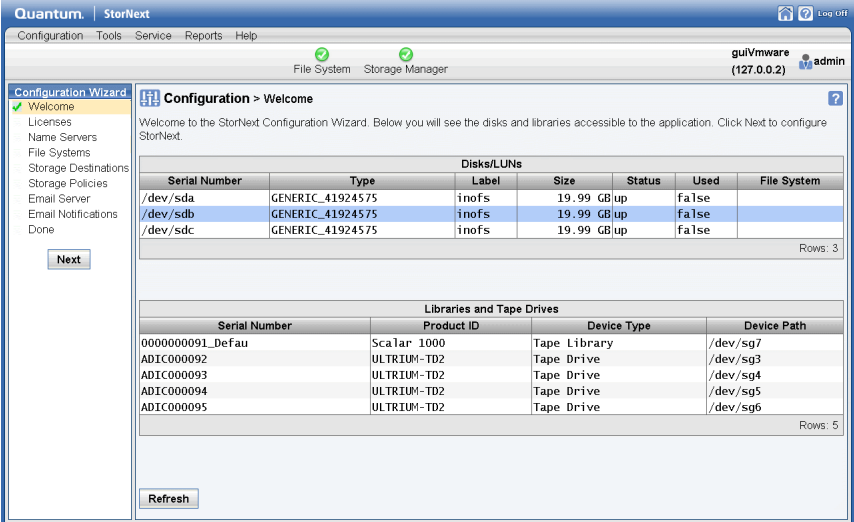 Quantum. StorNext Log Off
Configuration Tools Service Reports Help
File System Storage Manager
guiVmware
(127.0.0.2)
admin
Configuration Wizard
Welcome
Licenses
Name Servers
File Systems
Storage Destinations
Storage Policies
Email Server
Email Notifications
Done
Next
Configuration > Welcome ?
Welcome to the StorNext Configuration Wizard. Below you will see the disks and libraries accessible to the application. Click Next to configure
StorNext.
Disks/LUNs
Serial Number Type Label Size Status Used File System
/dev/sda GENERIC_41924575 inofs 19.99 GB up false
/dev/sdb GENERIC_41924575 inofs 19.99 GB up false
/dev/sdc GENERIC_41924575 inofs 19.99 GB up false
Rows: 3
Libraries and Tape Drives
Serial Number Product ID Device Type Device Path
0000000091_Defau Scalar 1000 Tape Library /dev/sg7
ADIC000092 ULTRIUM-TD2 Tape Drive /dev/sg3
ADIC000093 ULTRIUM-TD2 Tape Drive /dev/sg4
ADIC000094 ULTRIUM-TD2 Tape Drive /dev/sg5
ADIC000095 ULTRIUM-TD2 Tape Drive /dev/sg6
Rows: 5
Refresh